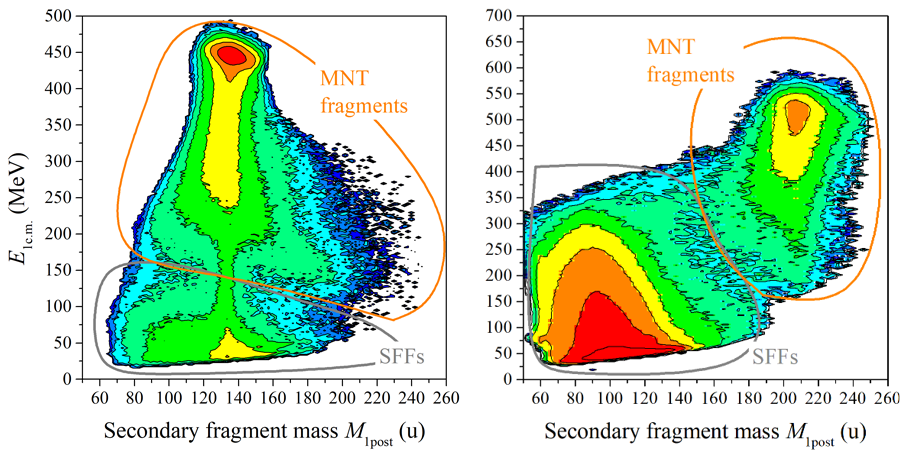 500
450
400
350
300
250
200
150
100
50
0
E1c.m. (MeV)
MNT
fragments
SFFs
60 80 100 120 140 160 180 200 220 240 260
Secondary fragment mass M1post (u)
700
650
600
550
500
450
400
350
300
250
200
150
100
50
0
MNT
fragments
SFFs
60 80 100 120 140 160 180 200 220 240 260
Secondary fragment mass M1post (u)